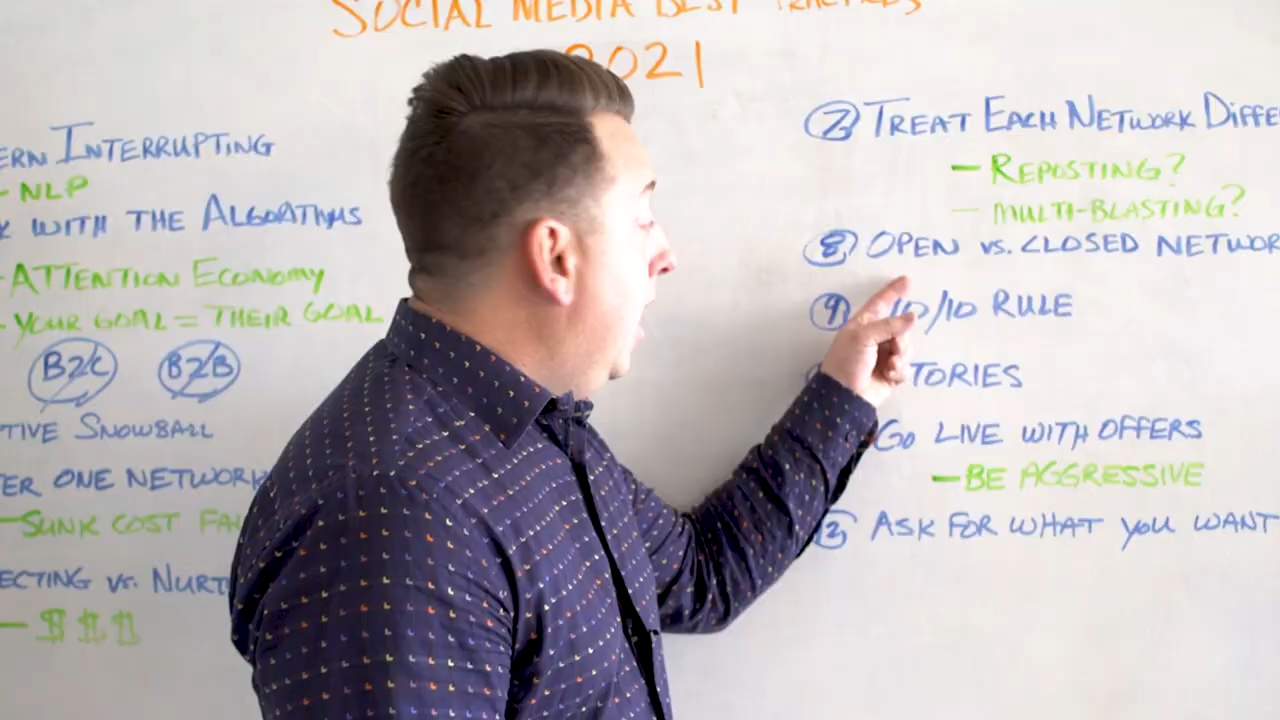 SOCIAL MEDIA BEST PRACTICES
2021
ERN INTERRUPTING
- NLP
K WITH THE ALGORITHMS
- ATTENTION ECONOMY
- YOUR GOAL = THEIR GOAL
B2C B2B
TIVE SNOWBALL
ER ONE NETWORK
- SUNK COST FA
ECTING VS. NURT
- $ $ $
7 TREAT EACH NETWORK DIFFE
- REPOSTING?
- MULTI-BLASTING?
8 OPEN VS. CLOSED NETWOR
9 10/10 RULE
TORIES
GO LIVE WITH OFFERS
- BE AGGRESSIVE
ASK FOR WHAT YOU WANT